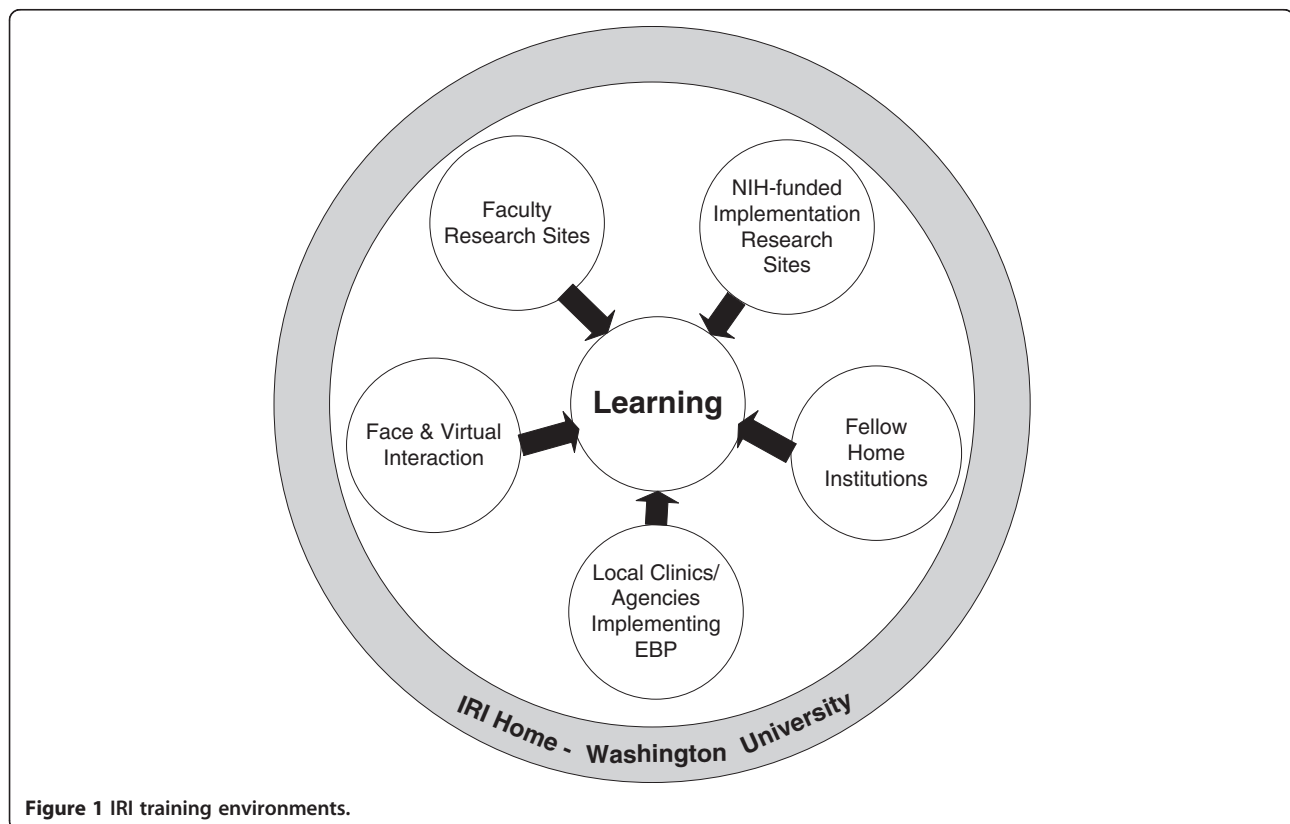 Faculty
Research Sites
NIH-funded
Implementation
Research
Sites
Learning
Face & Virtual
Interaction
Fellow
Home
Institutions
Local Clinics/
Agencies
Implementing
EBP
IRI Home - Washington University
Figure 1 IRI training environments.